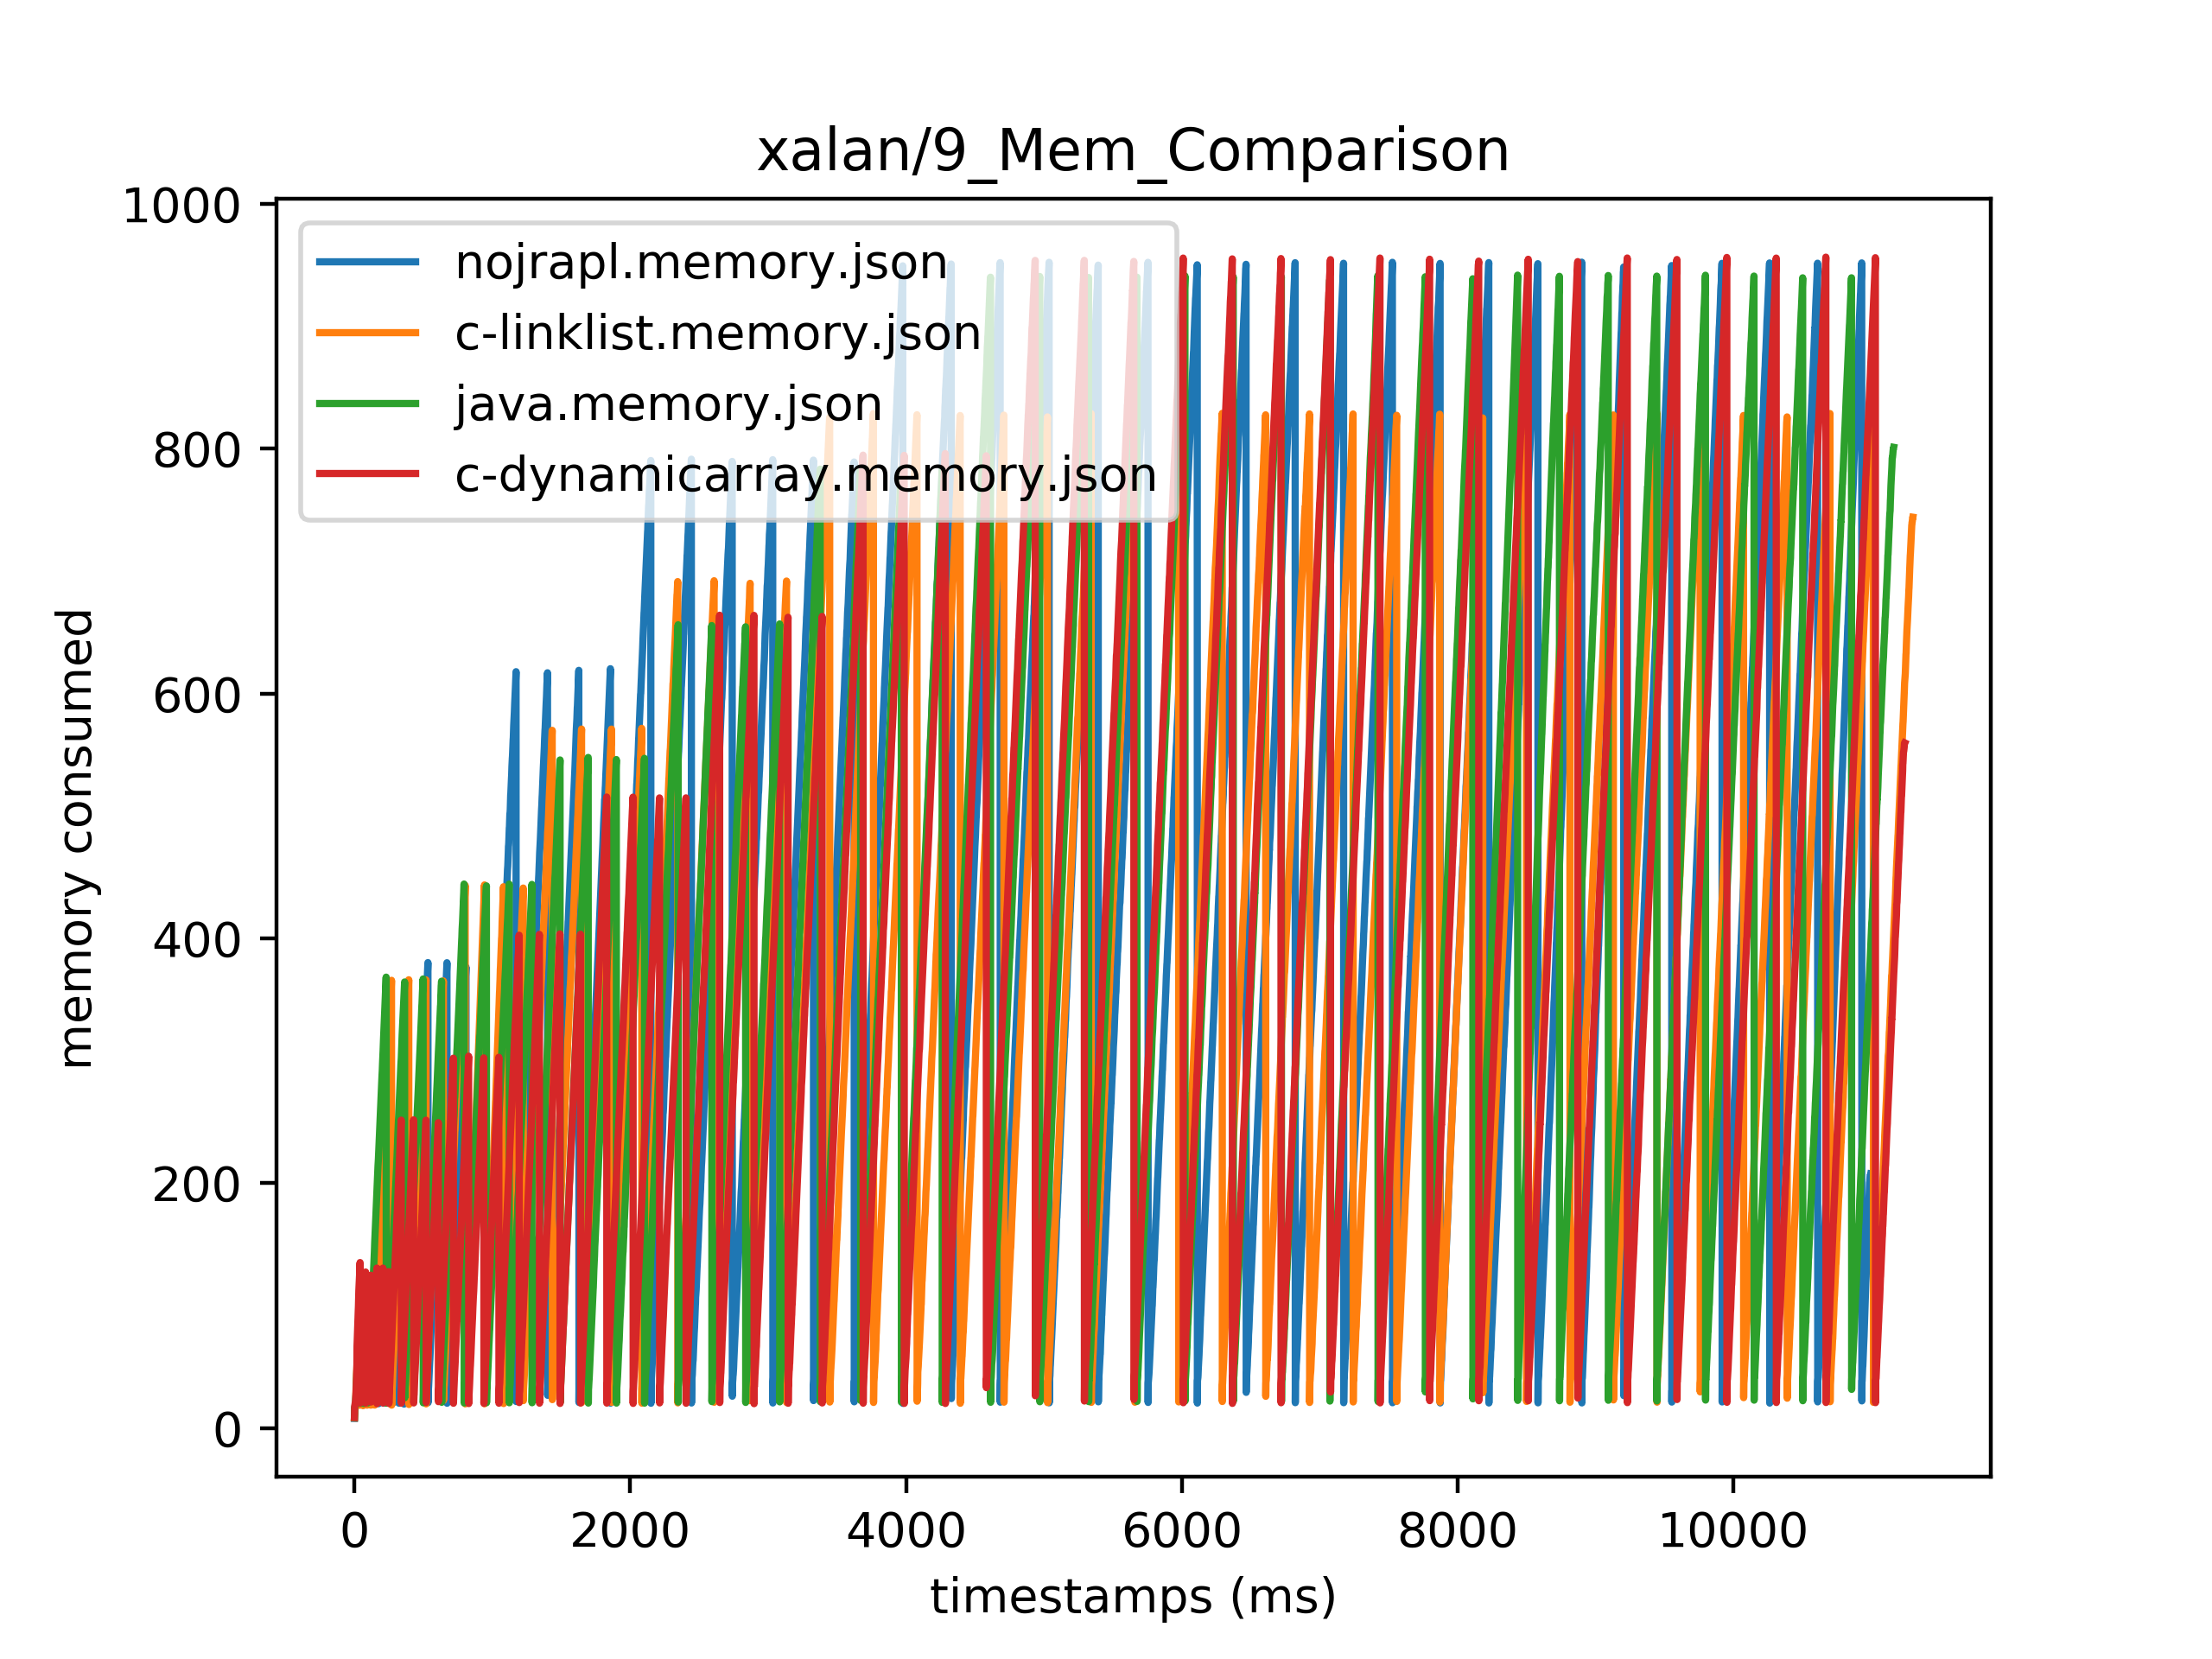 xalan/9_Mem_Comparison
1000
800
600
400
200
0
memory consumed
nojrapl.memory.json
c-linklist.memory.json
java.memory.json
c-dynamicarray.memory.json
0 2000 4000 6000 8000 10000
timestamps (ms)